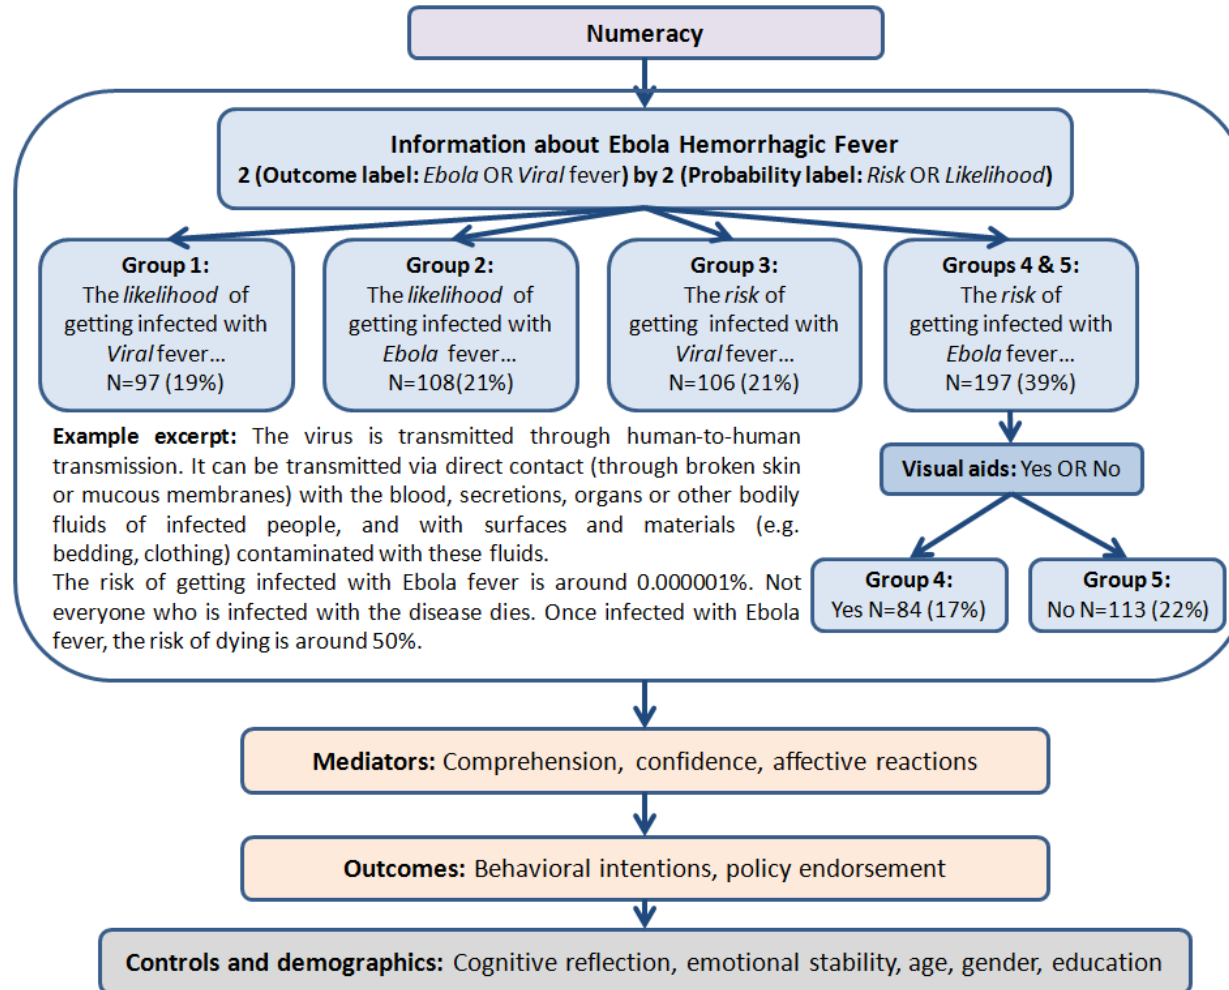 Numeracy
Information about Ebola Hemorrhagic Fever
2 (Outcome label: Ebola OR Viral fever) by 2 (Probability label: Risk OR Likelihood)
Group 1:
The likelihood of
getting infected with
Viral fever...
N=97 (19%)
Group 2:
The likelihood of
getting infected with
Ebola fever...
N=108(21%)
Group 3:
The risk of
getting infected with
Viral fever...
N=106 (21%)
Groups 4 & 5:
The risk of
getting infected with
Ebola fever...
N=197 (39%)
Example excerpt: The virus is transmitted through human-to-human
transmission. It can be transmitted via direct contact (through broken skin
or mucous membranes) with the blood, secretions, organs or other bodily
fluids of infected people, and with surfaces and materials (e.g.
bedding, clothing) contaminated with these fluids.
The risk of getting infected with Ebola fever is around 0.000001%. Not
everyone who is infected with the disease dies. Once infected with Ebola
fever, the risk of dying is around 50%.
Visual aids: Yes OR No
Group 4:
Yes N=84 (17%)
Group 5:
No N=113 (22%)
Mediators: Comprehension, confidence, affective reactions
Outcomes: Behavioral intentions, policy endorsement
Controls and demographics: Cognitive reflection, emotional stability, age, gender, education